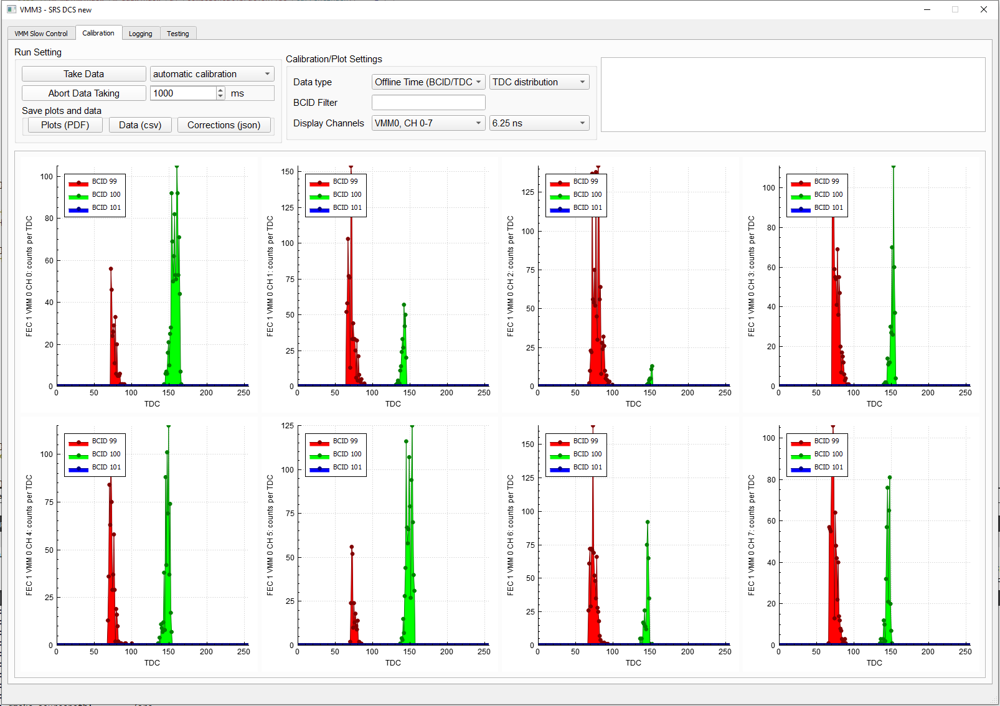 VMM3 - SRS DCS new
VMM Slow Control Calibration Logging Testing
Run Setting
Take Data automatic calibration
Abort Data Taking 1000 ms
Save plots and data
Plots (PDF) Data (csv) Corrections (json)
Calibration/Plot Settings
Data type Offline Time (BCID/TDC TDC distribution
BCID Filter
Display Channels VMM0, CH 0-7 6.25 ns
FEC 1 VMM 0 CH 0: counts per TDC
100
80
60
40
20
0
BCID 99
BCID 100
BCID 101
0 50 100 150 200 250
TDC
FEC 1 VMM 0 CH 1: counts per TDC
150
125
100
75
50
25
0
BCID 99
BCID 100
BCID 101
0 50 100 150 200 250
TDC
FEC 1 VMM 0 CH 2: counts per TDC
125
100
75
50
25
0
BCID 99
BCID 100
BCID 101
0 50 100 150 200 250
TDC
FEC 1 VMM 0 CH 3: counts per TDC
100
80
60
40
20
0
BCID 99
BCID 100
BCID 101
0 50 100 150 200 250
TDC
FEC 1 VMM 0 CH 4: counts per TDC
100
75
50
25
0
BCID 99
BCID 100
BCID 101
0 50 100 150 200 250
TDC
FEC 1 VMM 0 CH 5: counts per TDC
125
100
75
50
25
0
BCID 99
BCID 100
BCID 101
0 50 100 150 200 250
TDC
FEC 1 VMM 0 CH 6: counts per TDC
150
125
100
75
50
25
0
BCID 99
BCID 100
BCID 101
0 50 100 150 200 250
TDC
FEC 1 VMM 0 CH 7: counts per TDC
100
80
60
40
20
0
BCID 99
BCID 100
BCID 101
0 50 100 150 200 250
TDC